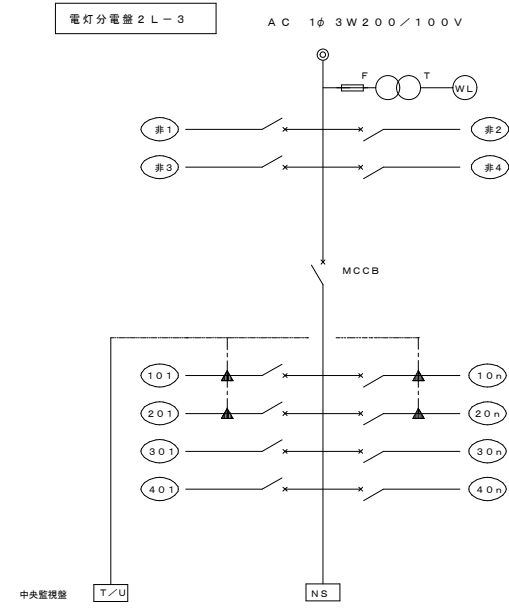 電灯分電盤2L－3
AC 1φ 3W200／100V
F T
WL
非1 非2
非3 非4
MCCB
101 10n
201 20n
301 30n
401 40n
中央監視盤 T／U NS